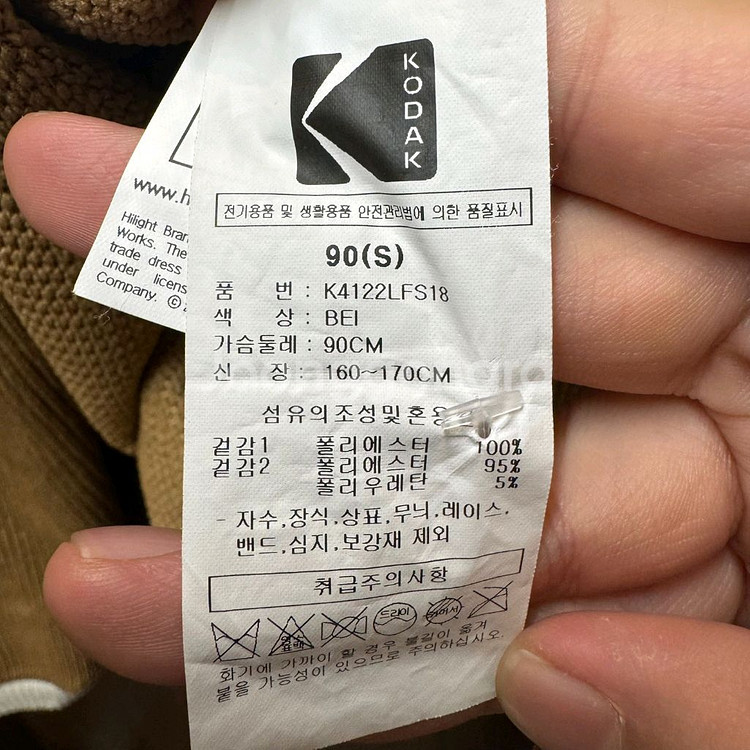 KODAK
전기용품 및 생활용품 안전관리법에 의한 품질표시
90(S)
품 번 : K4122LFS18
색 상 : BEI
가슴둘레 : 90CM
신 장 : 160~170CM
섬유의조성및혼용
겉감1 폴리에스터 100%
겉감2 폴리에스터 95%
폴리우레탄 5%
- 자수,장식,상표,무늬,레이스,
밴드,심지,보강재 제외
취급주의사항
드라이
화기에 가까이 할 경우 불길이 옮겨
붙을 가능성이 있으므로 주의하십시오.
www.h
Hilight Bran
Works. The
trade dress
under licens
Company. ©